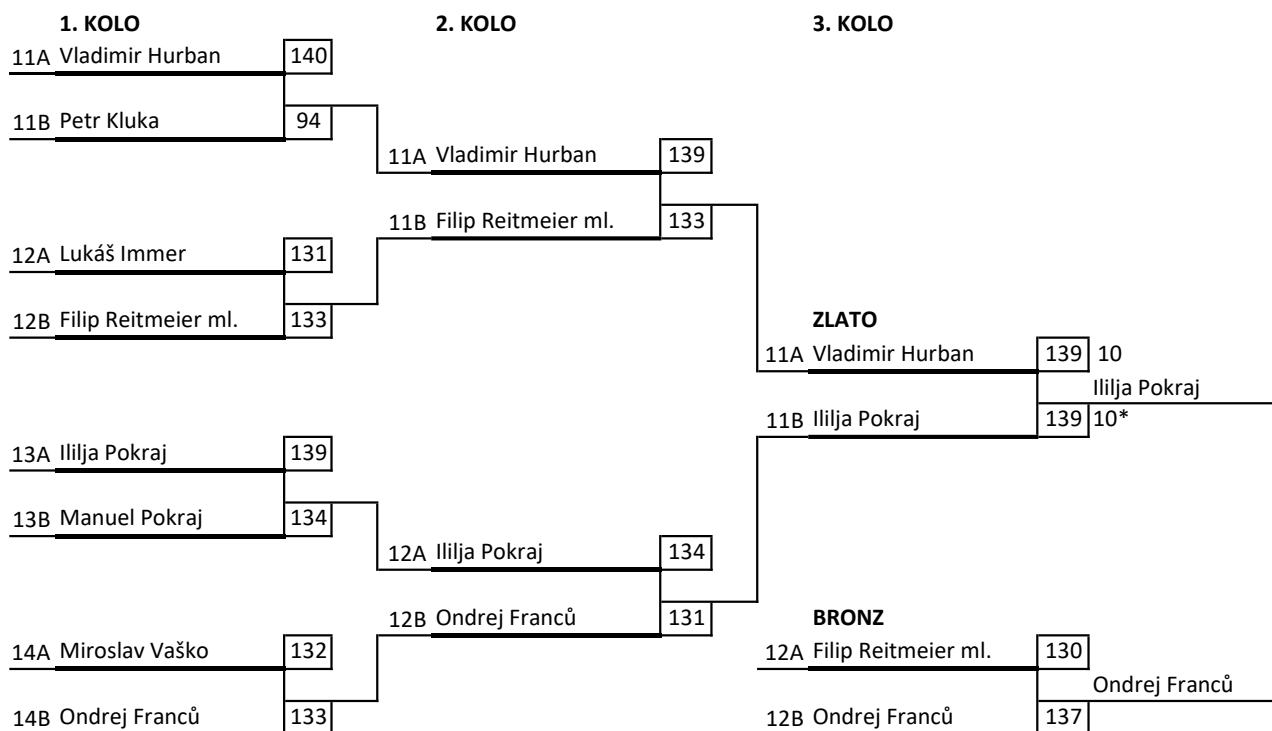 1. KOLO 2. KOLO 3. KOLO
11A Vladimir Hurban 140
11B Petr Kluka 94
11A Vladimir Hurban 139
11B Filip Reitmeier ml. 133
12A Lukáš Immer 131
12B Filip Reitmeier ml. 133
ZLATO
11A Vladimir Hurban 139 10
Ililja Pokraj
11B Ililja Pokraj 139 10*
13A Ililja Pokraj 139
13B Manuel Pokraj 134
12A Ililja Pokraj 134
12B Ondrej Franců 131
BRONZ
14A Miroslav Vaško 132
12A Filip Reitmeier ml. 130
Ondrej Franců
14B Ondrej Franců 133
12B Ondrej Franců 137